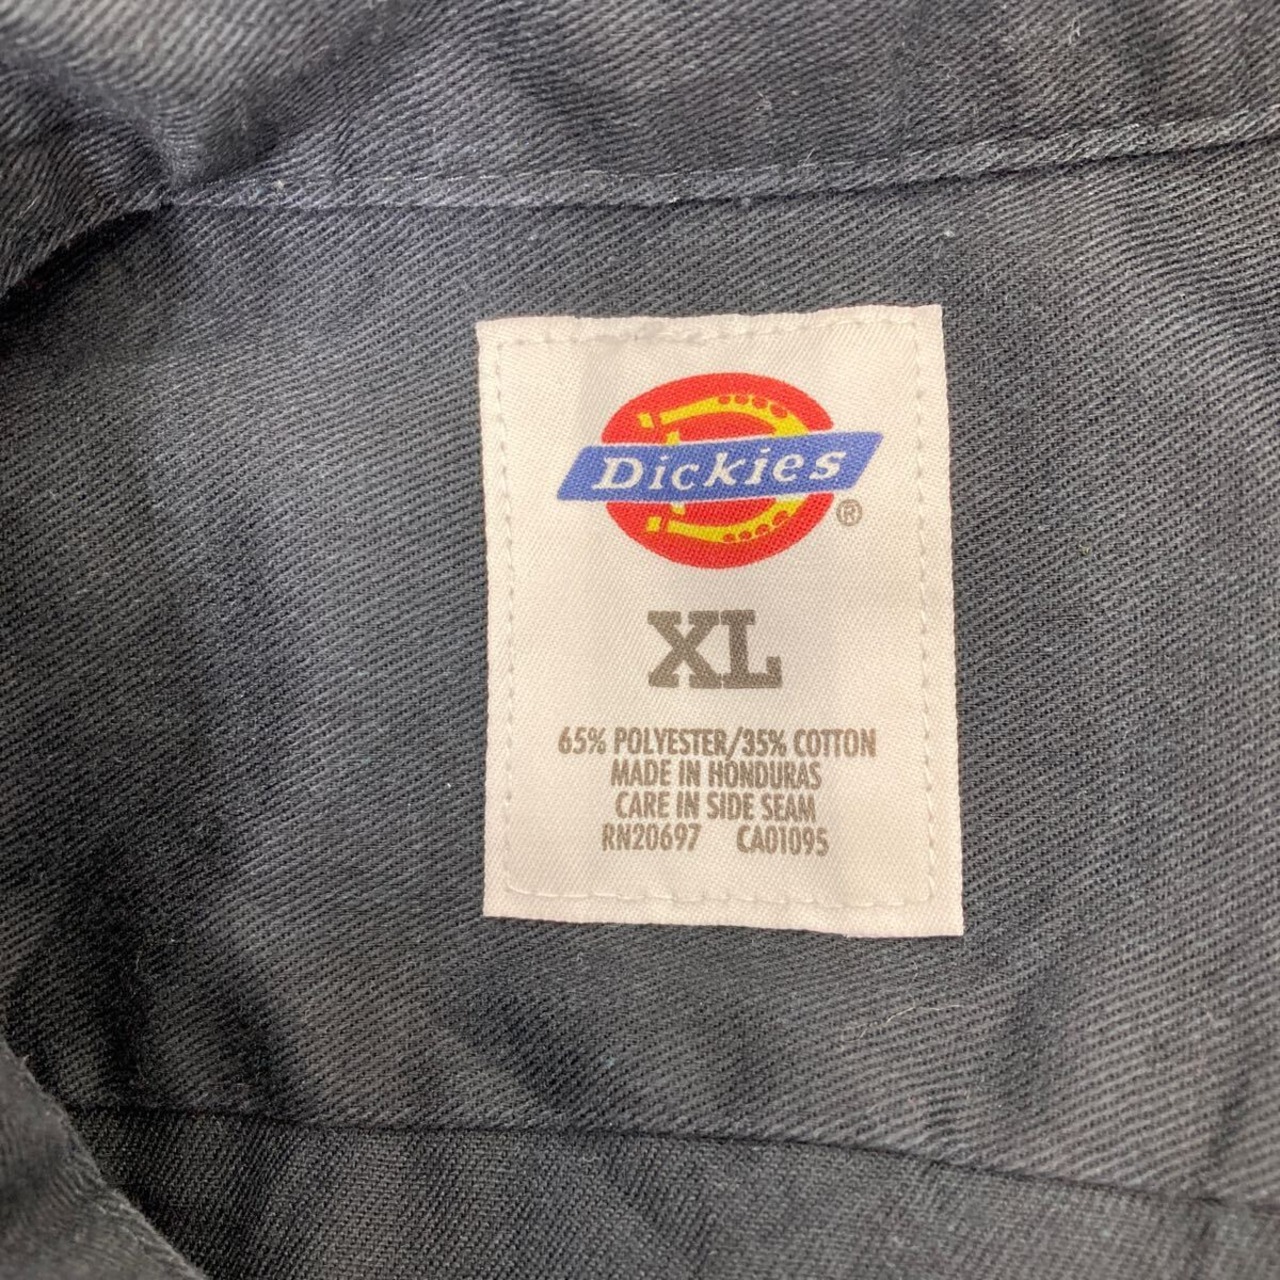 Dickies
®
XL
65% POLYESTER/35% COTTON
MADE IN HONDURAS
CARE IN SIDE SEAM
RN20697 CA01095